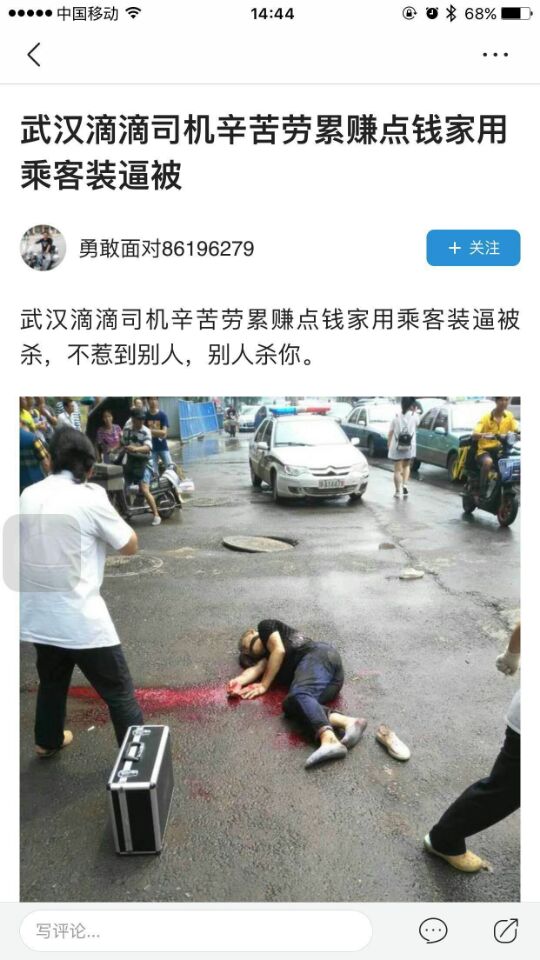 中国移动
14:44
68%
武汉滴滴司机辛苦劳累赚点钱家用
乘客装逼被
勇敢面对86196279
+ 关注
武汉滴滴司机辛苦劳累赚点钱家用乘客装逼被
杀，不惹到别人，别人杀你。
写评论...